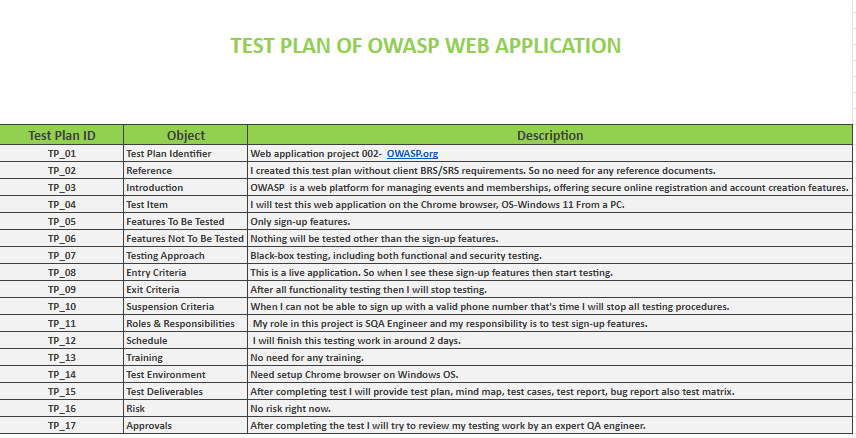 TEST PLAN OF OWASP WEB APPLICATION
Test Plan ID Object Description
TP_01 Test Plan Identifier Web application project 002- OWASP.org
TP_02 Reference I created this test plan without client BRS/SRS requirements. So no need for any reference documents.
TP_03 Introduction OWASP is a web platform for managing events and memberships, offering secure online registration and account creation features.
TP_04 Test Item I will test this web application on the Chrome browser, OS-Windows 11 From a PC.
TP_05 Features To Be Tested Only sign-up features.
TP_06 Features Not To Be Tested Nothing will be tested other than the sign-up features.
TP_07 Testing Approach Black-box testing, including both functional and security testing.
TP_08 Entry Criteria This is a live application. So when I see these sign-up features then start testing.
TP_09 Exit Criteria After all functionality testing then I will stop testing.
TP_10 Suspension Criteria When I can not be able to sign up with a valid phone number that's time I will stop all testing procedures.
TP_11 Roles & Responsibilities My role in this project is SQA Engineer and my responsibility is to test sign-up features.
TP_12 Schedule I will finish this testing work in around 2 days.
TP_13 Training No need for any training.
TP_14 Test Environment Need setup Chrome browser on Windows OS.
TP_15 Test Deliverables After completing test I will provide test plan, mind map, test cases, test report, bug report also test matrix.
TP_16 Risk No risk right now.
TP_17 Approvals After completing the test I will try to review my testing work by an expert QA engineer.